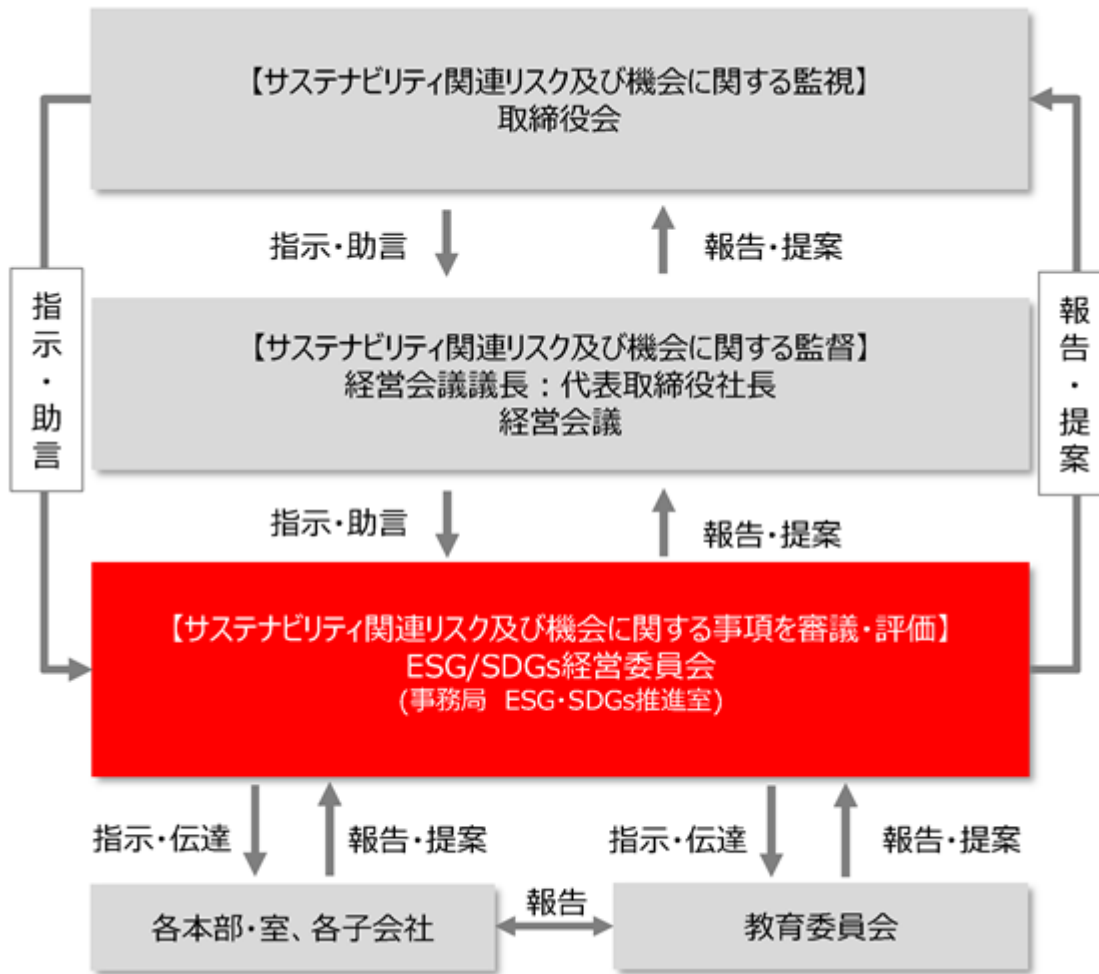 【サステナビリティ関連リスク及び機会に関する監視】
取締役会
指示・助言
報告・提案
指示・助言
報告・提案
【サステナビリティ関連リスク及び機会に関する監督】
経営会議議長：代表取締役社長
経営会議
指示・助言
報告・提案
【サステナビリティ関連リスク及び機会に関する事項を審議・評価】
ESG/SDGs経営委員会
(事務局　ESG・SDGs推進室)
指示・伝達
報告・提案
指示・伝達
報告・提案
各本部・室、各子会社
報告
教育委員会